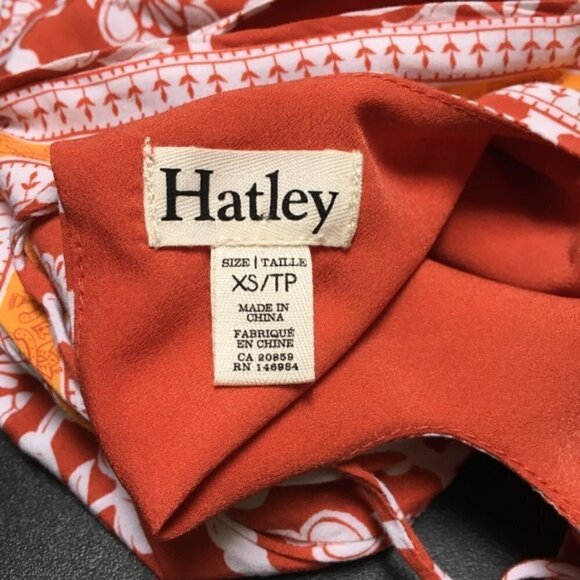 Hatley
SIZE | TAILLE
XS/TP
MADE IN
CHINA
FABRIQUÉ
EN CHINE
CA 20859
RN 146984